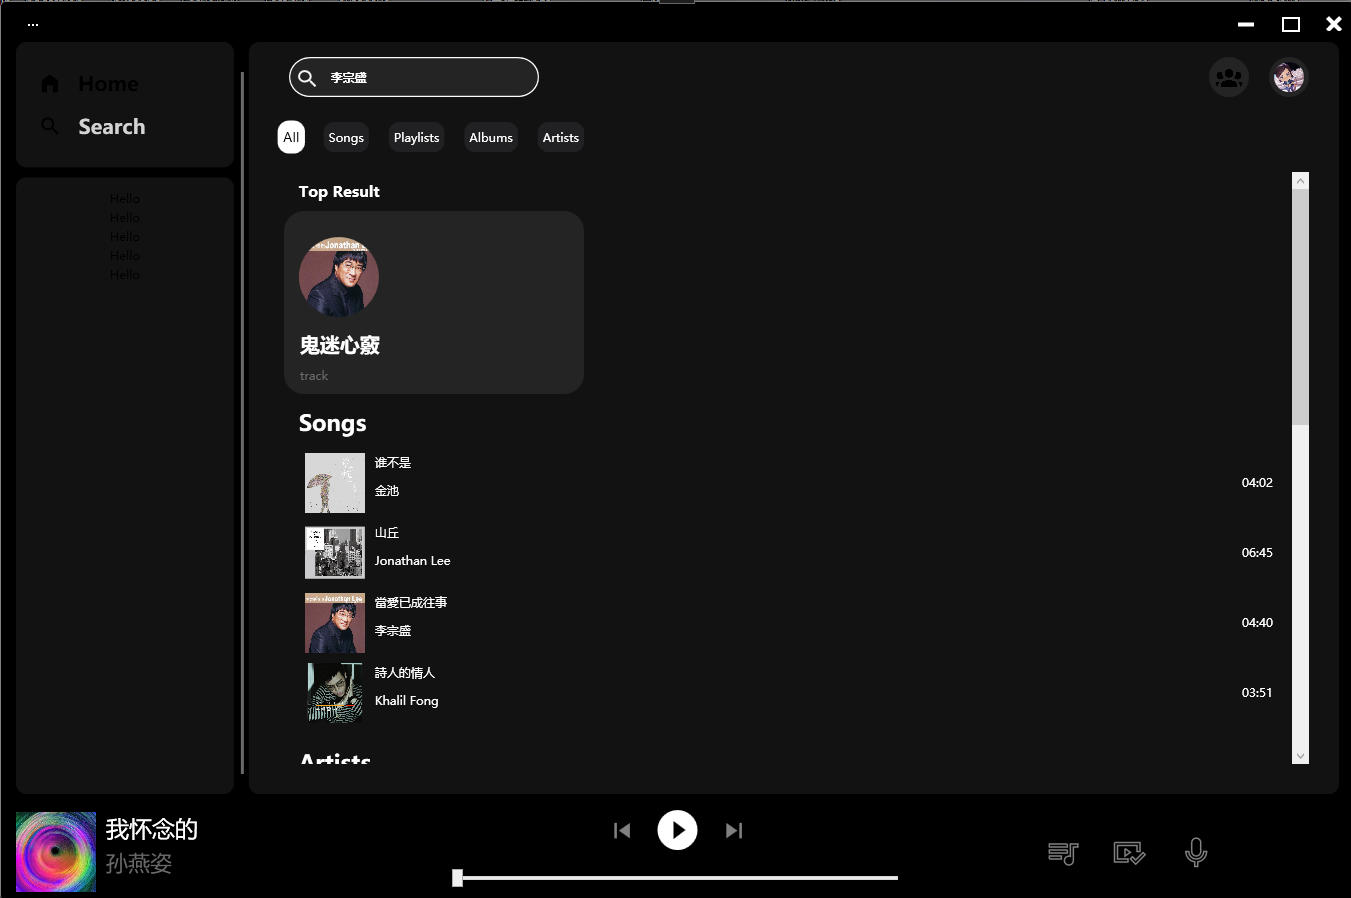 ...
Home
Search
李宗盛
All Songs Playlists Albums Artists
Hello
Hello
Hello
Hello
Hello
Top Result
鬼迷心竅
track
Songs
谁不是
金池
04:02
山丘
Jonathan Lee
06:45
當愛已成往事
李宗盛
04:40
詩人的情人
Khalil Fong
03:51
Artists
我怀念的
孙燕姿